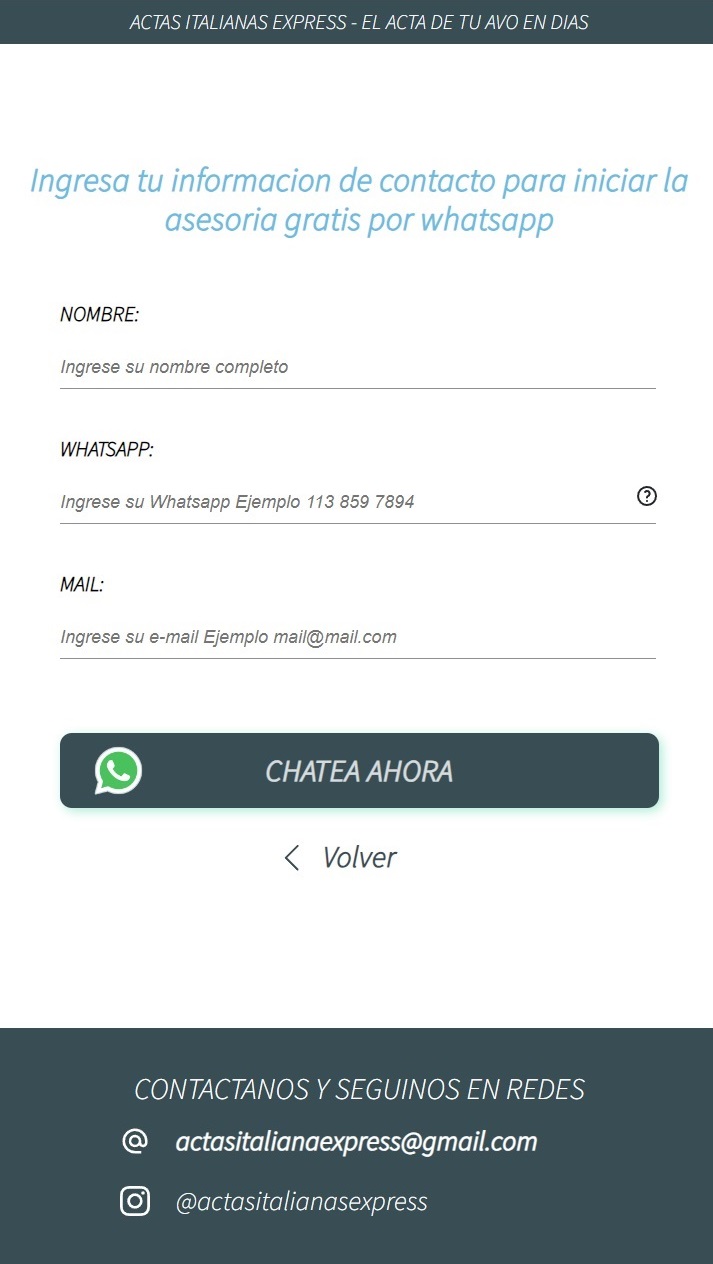 ACTAS ITALIANAS EXPRESS - EL ACTA DE TU AVO EN DIAS
Ingresa tu informacion de contacto para iniciar la
asesoria gratis por whatsapp
NOMBRE:
Ingrese su nombre completo
WHATSAPP:
Ingrese su Whatsapp Ejemplo 113 859 7894
MAIL:
Ingrese su e-mail Ejemplo mail@mail.com
CHATEA AHORA
Volver
CONTACTANOS Y SEGUINOS EN REDES
actasitalianaexpress@gmail.com
@actasitalianasexpress